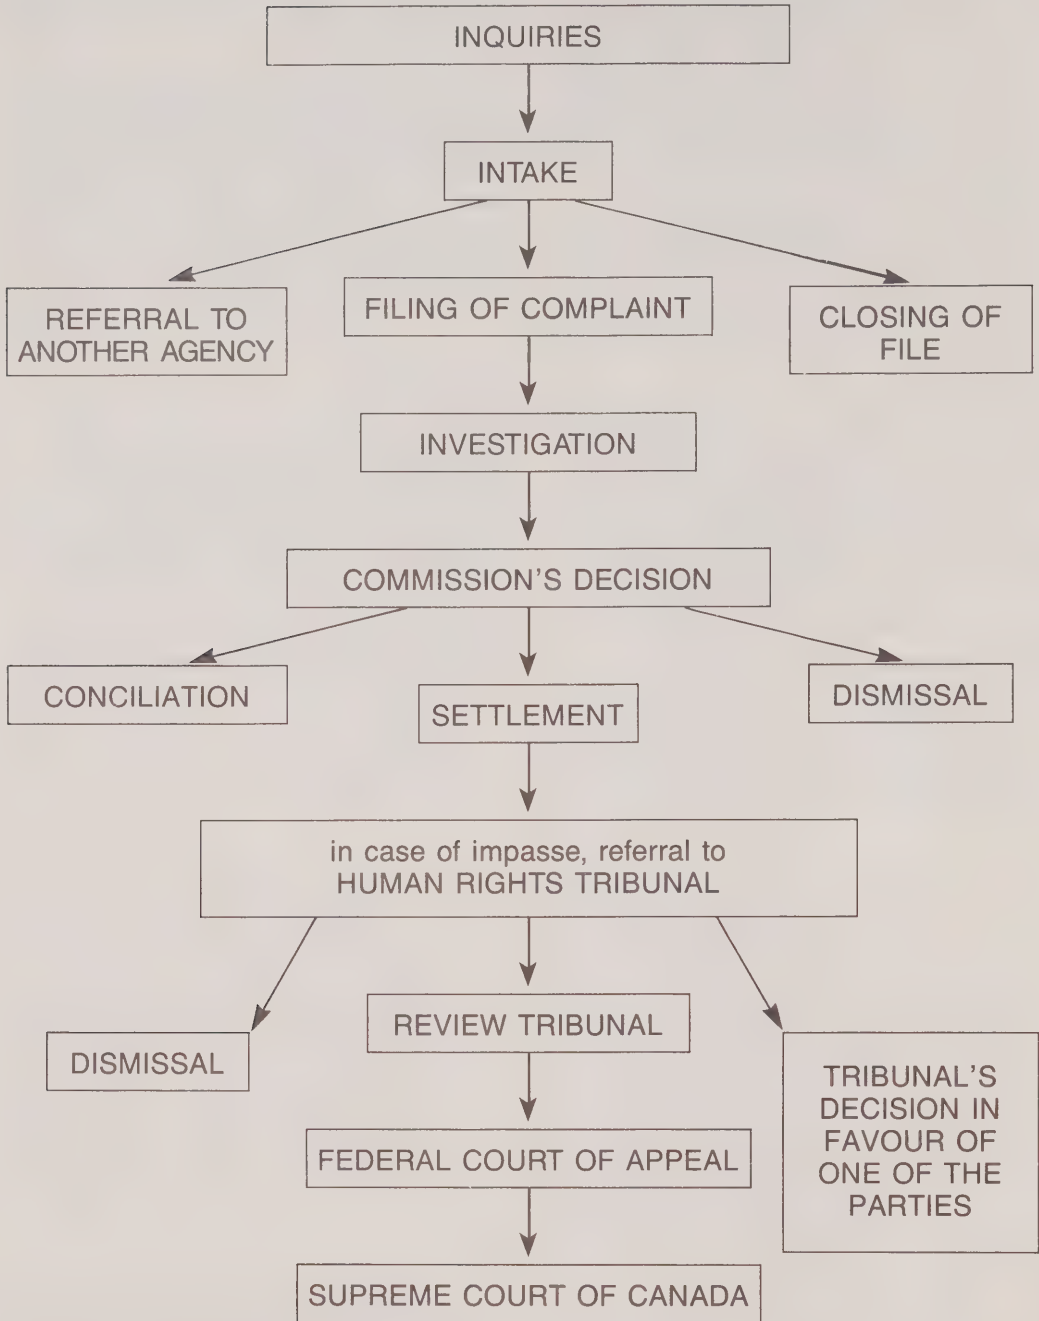 INQUIRIES
INTAKE
REFERRAL TO
ANOTHER AGENCY
FILING OF COMPLAINT
CLOSING OF
FILE
INVESTIGATION
COMMISSION'S DECISION
CONCILIATION
SETTLEMENT
DISMISSAL
in case of impasse, referral to
HUMAN RIGHTS TRIBUNAL
DISMISSAL
REVIEW TRIBUNAL
TRIBUNAL'S
DECISION IN
FAVOUR OF
ONE OF THE
PARTIES
FEDERAL COURT OF APPEAL
SUPREME COURT OF CANADA